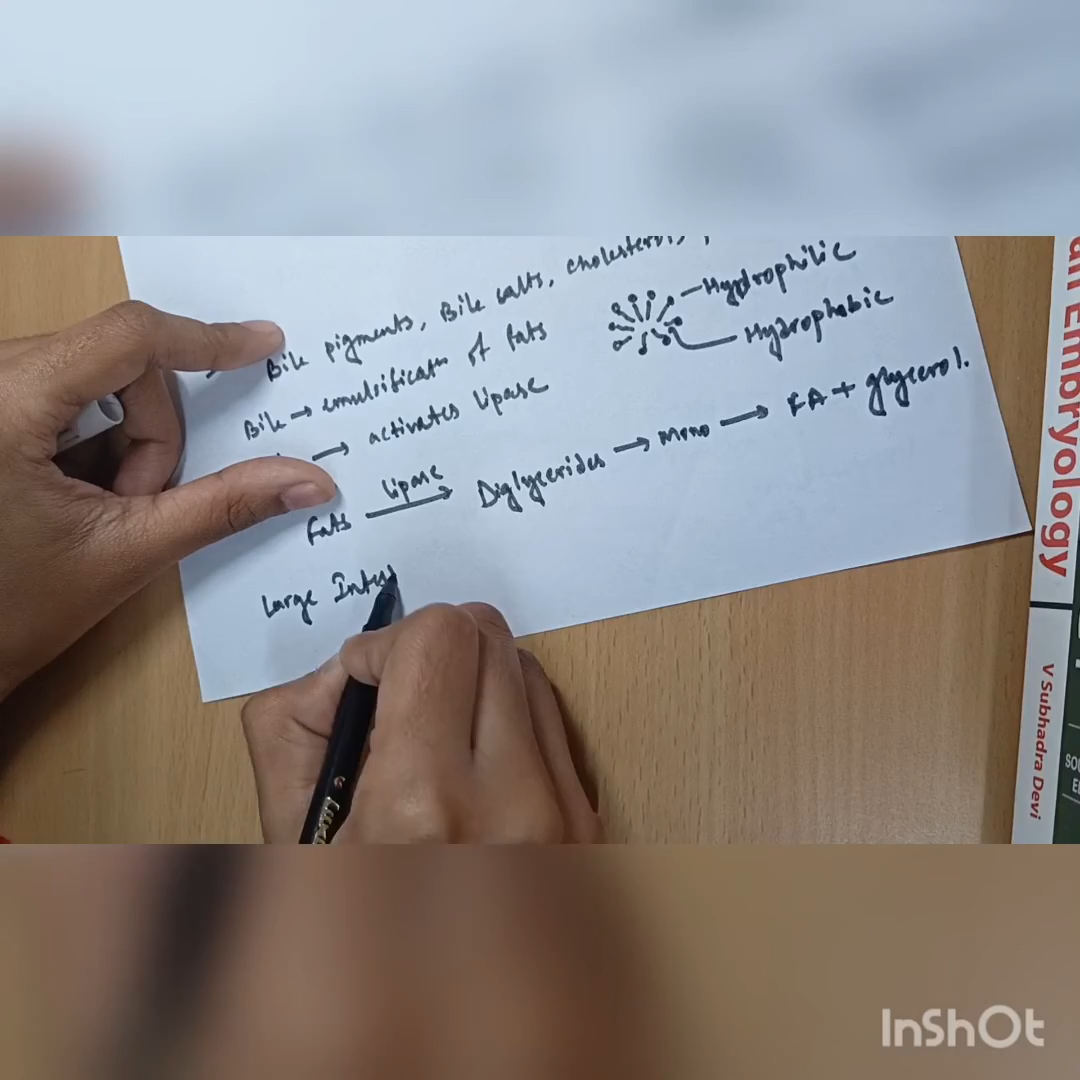 Bile pigments, Bile salts, cholesterol,
Bile → emulsificatn of fats
Hydrophilic
Hydrophobic
→ activates lipase
Fats lipase → Diglycerides → Mono → FA + glycerol.
Large Intes
Embryology
V Subhadra Devi
InShOt